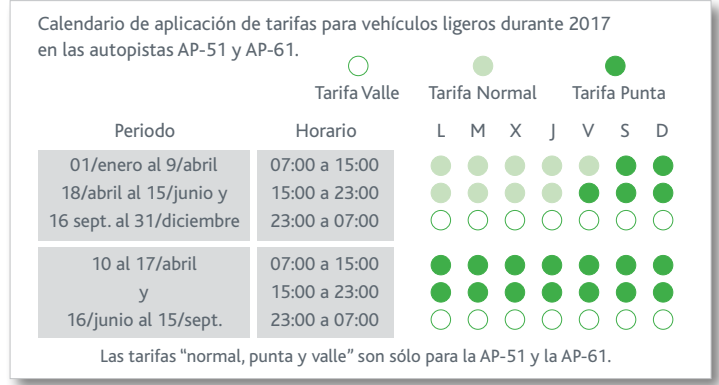 Calendario de aplicación de tarifas para vehículos ligeros durante 2017
en las autopistas AP-51 y AP-61.
Tarifa Valle Tarifa Normal Tarifa Punta
Periodo Horario L M X J V S D
01/enero al 9/abril 07:00 a 15:00
18/abril al 15/junio y 15:00 a 23:00
16 sept. al 31/diciembre 23:00 a 07:00
10 al 17/abril 07:00 a 15:00
y 15:00 a 23:00
16/junio al 15/sept. 23:00 a 07:00
Las tarifas “normal, punta y valle” son sólo para la AP-51 y la AP-61.